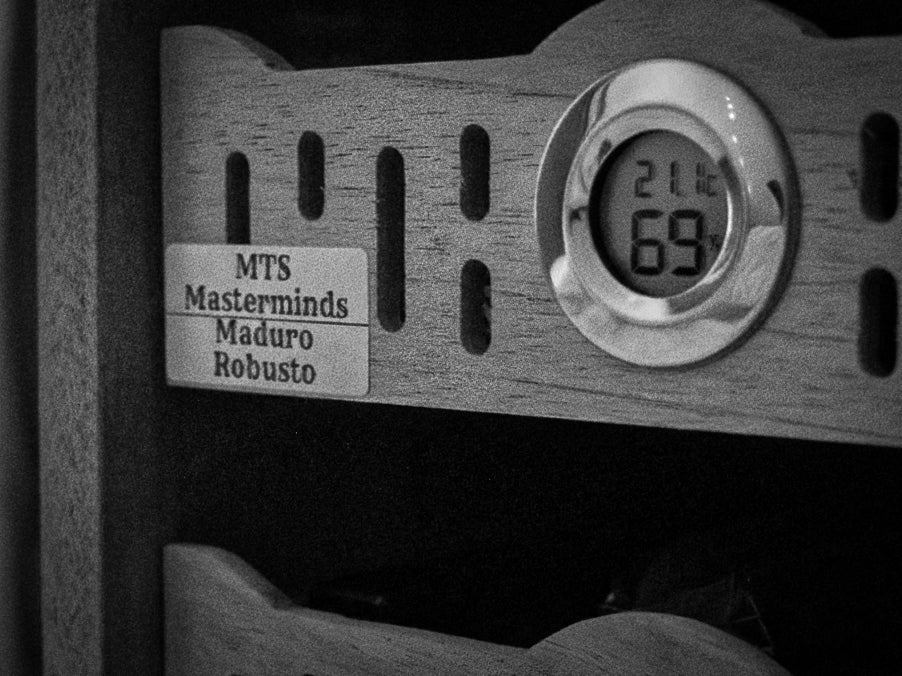 MTS
Masterminds
Maduro
Robusto
21.1°C
69%